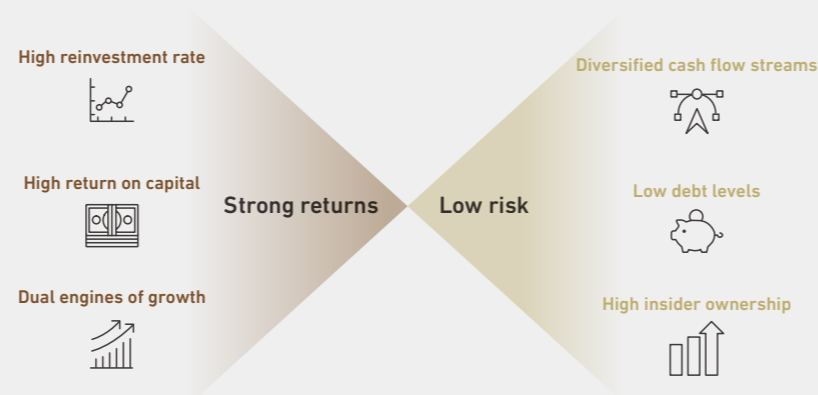 High reinvestment rate
High return on capital
Dual engines of growth
Strong returns
Low risk
Diversified cash flow streams
Low debt levels
High insider ownership